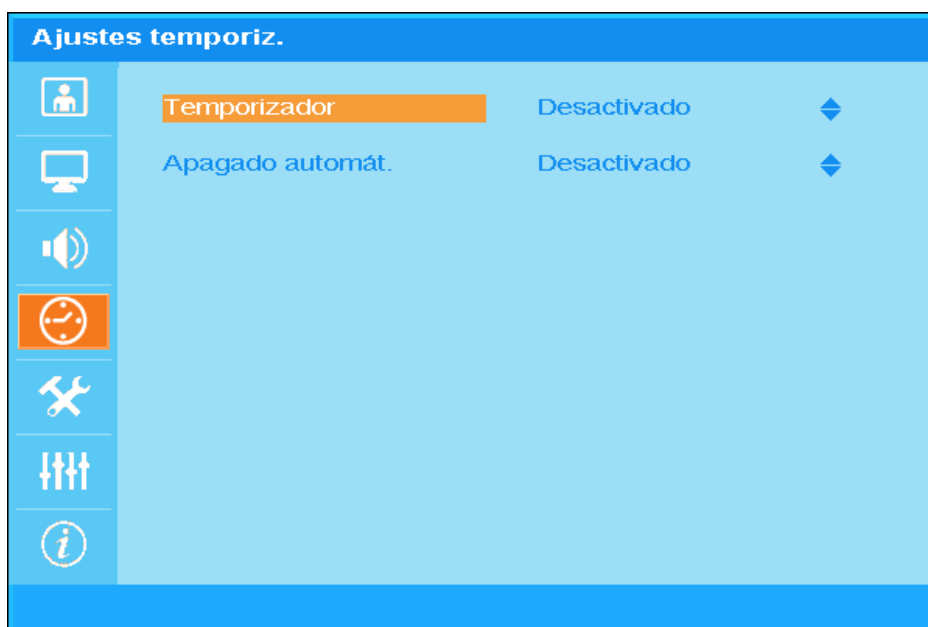 Ajustes temporiz.
Temporizador Desactivado
Apagado automát. Desactivado